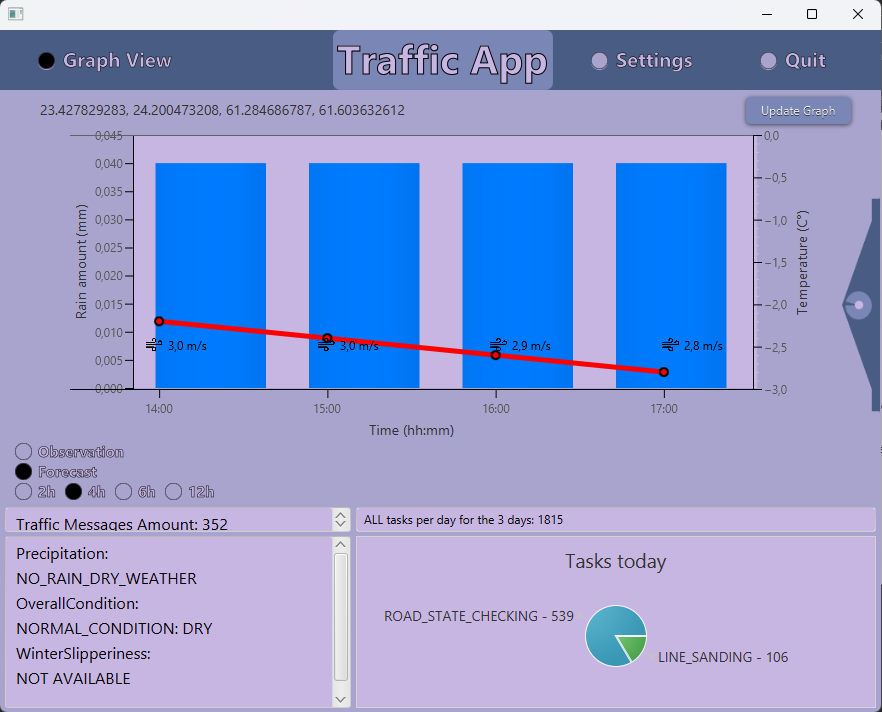 Graph View
Traffic App
Settings
Quit
23.427829283, 24.200473208, 61.284686787, 61.603632612
Update Graph
0,045
0,040
0,035
0,030
0,025
0,020
0,015
0,010
0,005
0,000
Rain amount (mm)
0,0
−0,5
−1,0
−1,5
−2,0
−2,5
−3,0
Temperature (C°)
3,0 m/s
3,0 m/s
2,9 m/s
2,8 m/s
14:00
15:00
16:00
17:00
Time (hh:mm)
Observation
Forecast
2h 4h 6h 12h
Traffic Messages Amount: 352
ALL tasks per day for the 3 days: 1815
Precipitation:
NO_RAIN_DRY_WEATHER
OverallCondition:
NORMAL_CONDITION: DRY
WinterSlipperiness:
NOT AVAILABLE
Tasks today
ROAD_STATE_CHECKING - 539
LINE_SANDING - 106